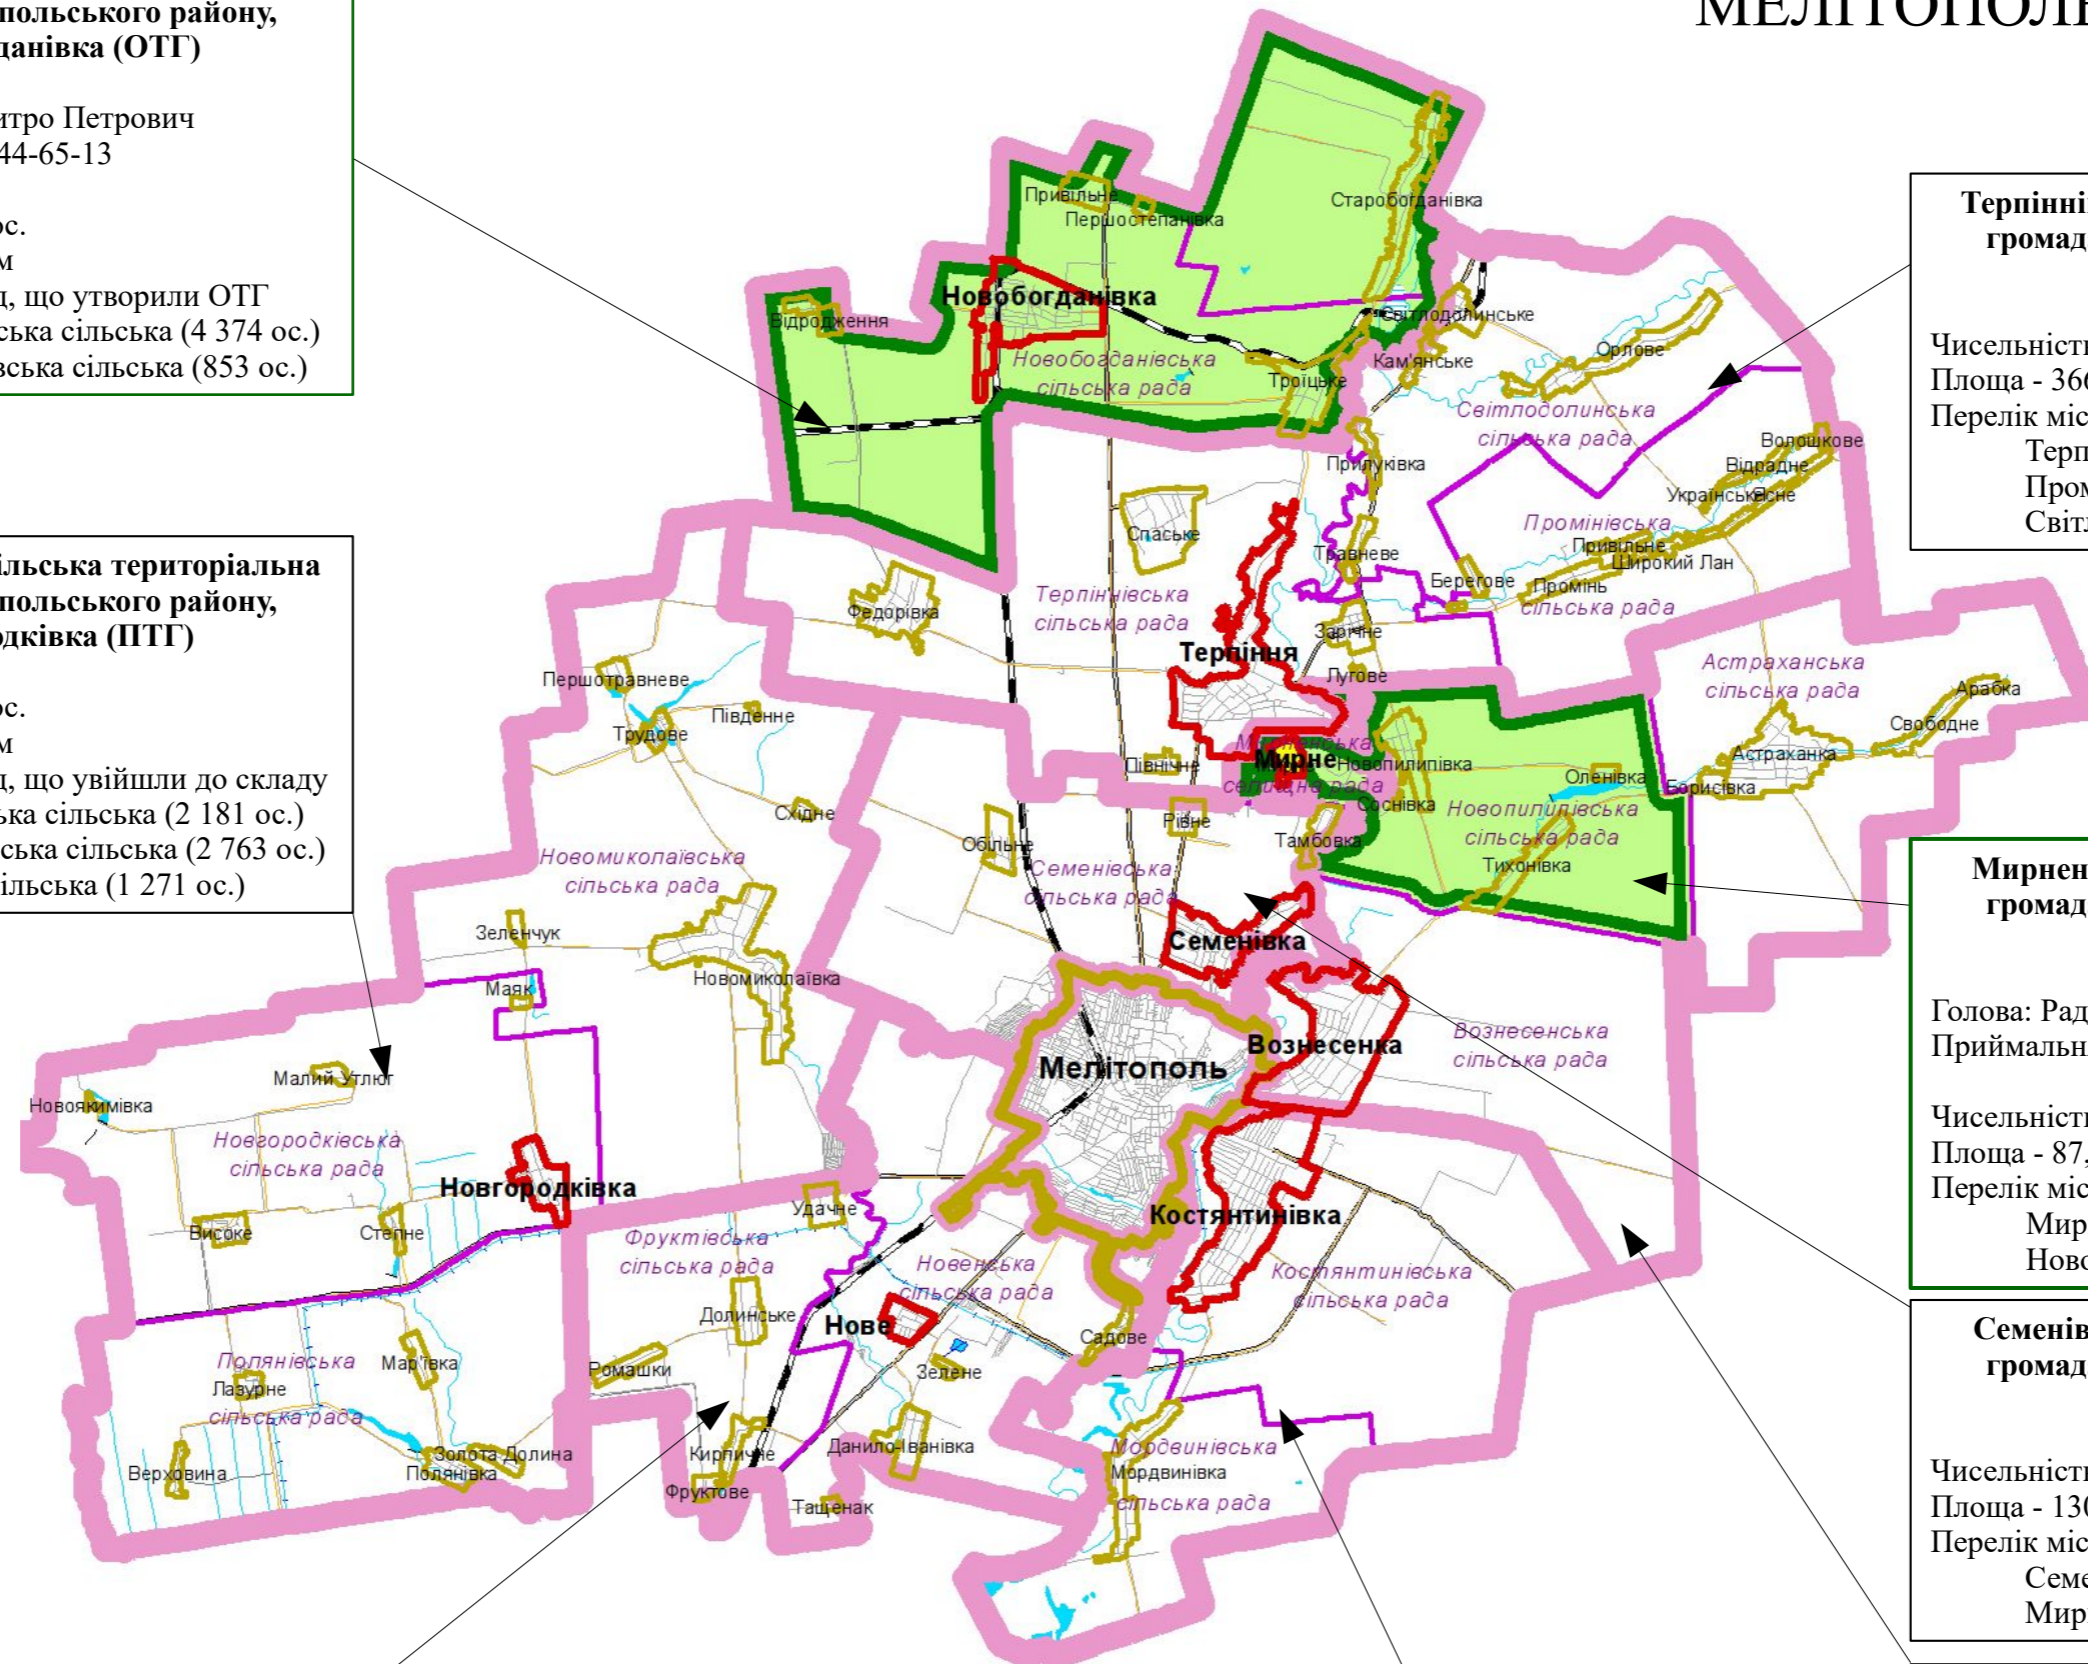 МЕЛІТОПОЛЬ
польського району,
данівка (ОТГ)
итро Петрович
44-65-13
ос.
м
д, що утворили ОТГ
ська сільська (4 374 ос.)
вська сільська (853 ос.)
ільська територіальна
польського району,
одківка (ПТГ)
ос.
м
д, що увійшли до складу
ька сільська (2 181 ос.)
ська сільська (2 763 ос.)
ільська (1 271 ос.)
Терпінні
громад
Чисельність
Площа - 366
Перелік міс
Терп
Пром
Світл
Мирнен
громад
Голова: Рад
Приймальн
Чисельність
Площа - 87,
Перелік міс
Мир
Ново
Семенів
громад
Чисельність
Площа - 130
Перелік міс
Семе
Мир
Привільне
Першостепанівка
Старобогданівка
Новобогданівка
Відродження
Новобогданівська
сільська рада
Троїцьке
Світлодолинське
Кам'янське
Орлове
Світлодолинська
сільська рада
Волошкове
Відрадне
Українське
Ясне
Прилуківка
Промінівська
сільська рада
Привільне
Широкий Лан
Промінь
Берегове
Спаське
Травневе
Федорівка
Терпіннівська
сільська рада
Зарічне
Терпіння
Лугове
Астраханська
сільська рада
Арабка
Свободне
Астраханка
Борисівка
Першотравневе
Південне
Трудове
Північне
Мирне
Мирненська
селищна рада
Новопилипівка
Оленівка
Соснівка
Новопилипівська
сільська рада
Тихонівка
Східне
Обільне
Рівне
Тамбовка
Новомиколаївська
сільська рада
Семенівська
сільська рада
Зеленчук
Семенівка
Новомиколаївка
Маяк
Вознесенка
Вознесенська
сільська рада
Мелітополь
Малий Утлюг
Новоякимівка
Новгородківська
сільська рада
Новгородківка
Високе
Степне
Удачне
Костянтинівка
Фруктівська
сільська рада
Новенська
сільська рада
Костянтинівська
сільська рада
Долинське
Нове
Садове
Полянівська
сільська рада
Мар'ївка
Лазурне
Ромашки
Зелене
Верховина
Золота Долина
Полянівка
Кирпичне
Фруктове
Данило-Іванівка
Тащенак
Мордвинівська
сільська рада
Мордвинівка